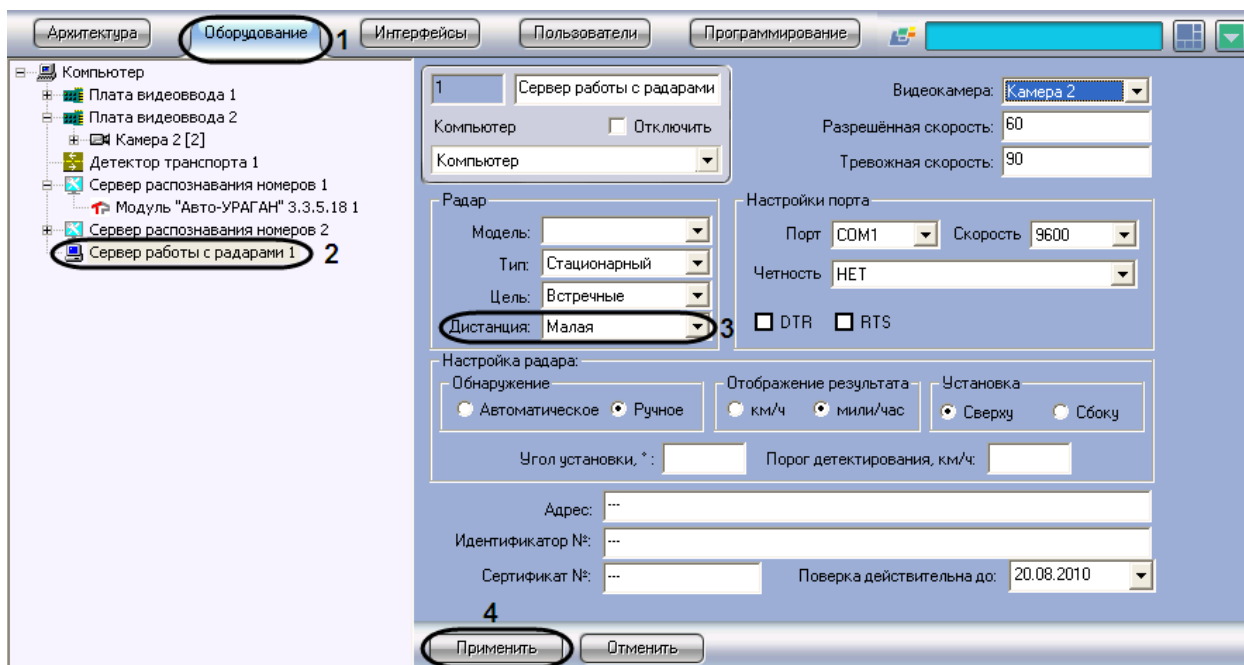 Архитектура Оборудование 1 Интерфейсы Пользователи Программирование
Компьютер
Плата видеоввода 1
Плата видеоввода 2
Камера 2 [2]
Детектор транспорта 1
Сервер распознавания номеров 1
Модуль "Авто-УРАГАН" 3.3.5.18 1
Сервер распознавания номеров 2
Сервер работы с радарами 1 2
1 Сервер работы с радарами
Компьютер Отключить
Компьютер
Видеокамера: Камера 2
Разрешённая скорость: 60
Тревожная скорость: 90
Радар
Модель:
Тип: Стационарный
Цель: Встречные
Дистанция: Малая 3
Настройки порта
Порт COM1 Скорость 9600
Четность НЕТ
DTR RTS
Настройка радара:
Обнаружение
Автоматическое Ручное
Отображение результата
км/ч мили/час
Установка
Сверху Сбоку
Угол установки, ° : Порог детектирования, км/ч:
Адрес: ---
Идентификатор №: ---
Сертификат №: --- Поверка действительна до: 20.08.2010
4
Применить Отменить